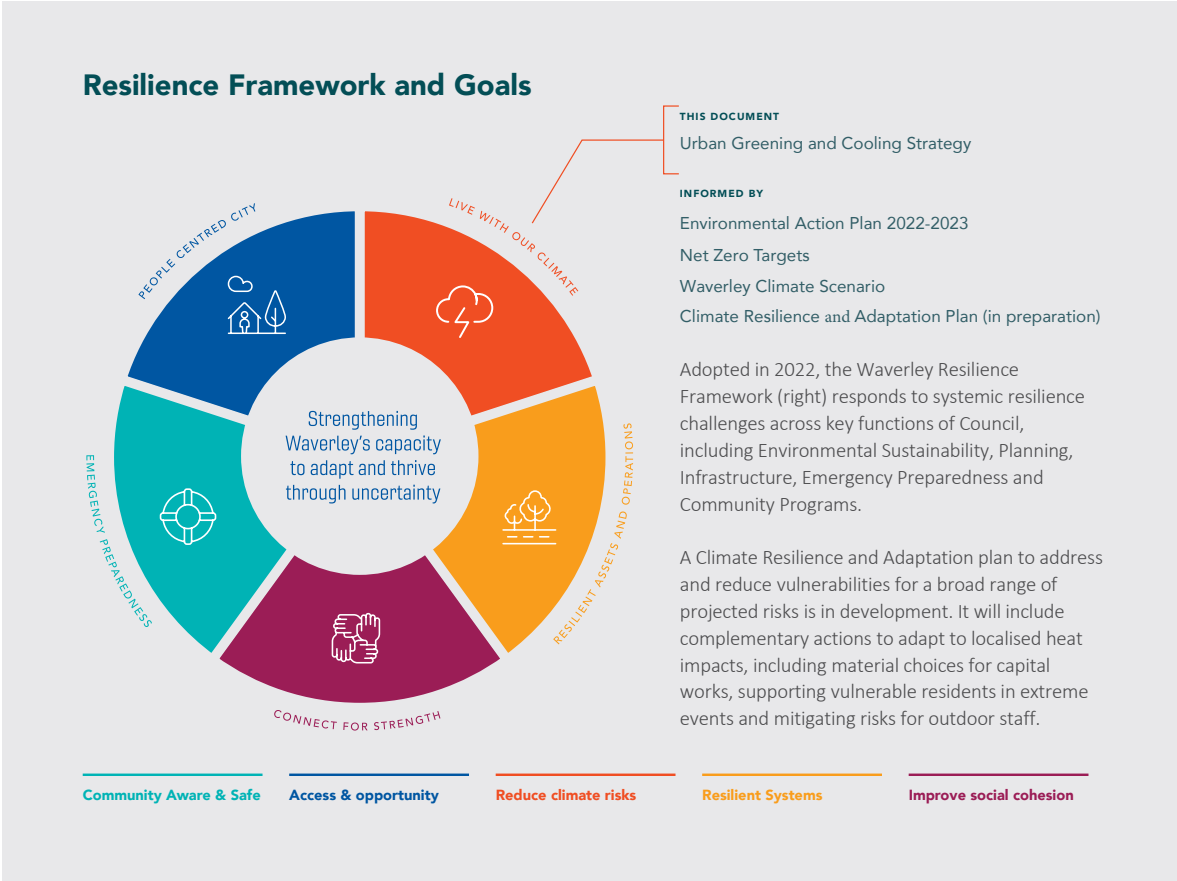 Resilience Framework and Goals
THIS DOCUMENT
Urban Greening and Cooling Strategy
INFORMED BY
Environmental Action Plan 2022-2023
Net Zero Targets
Waverley Climate Scenario
Climate Resilience and Adaptation Plan (in preparation)
PEOPLE CENTRED CITY
LIVE WITH OUR CLIMATE
EMERGENCY PREPAREDNESS
RESILIENT ASSETS AND OPERATIONS
CONNECT FOR STRENGTH
Strengthening
Waverley's capacity
to adapt and thrive
through uncertainty
Adopted in 2022, the Waverley Resilience
Framework (right) responds to systemic resilience
challenges across key functions of Council,
including Environmental Sustainability, Planning,
Infrastructure, Emergency Preparedness and
Community Programs.
A Climate Resilience and Adaptation plan to address
and reduce vulnerabilities for a broad range of
projected risks is in development. It will include
complementary actions to adapt to localised heat
impacts, including material choices for capital
works, supporting vulnerable residents in extreme
events and mitigating risks for outdoor staff.
Community Aware & Safe
Access & opportunity
Reduce climate risks
Resilient Systems
Improve social cohesion